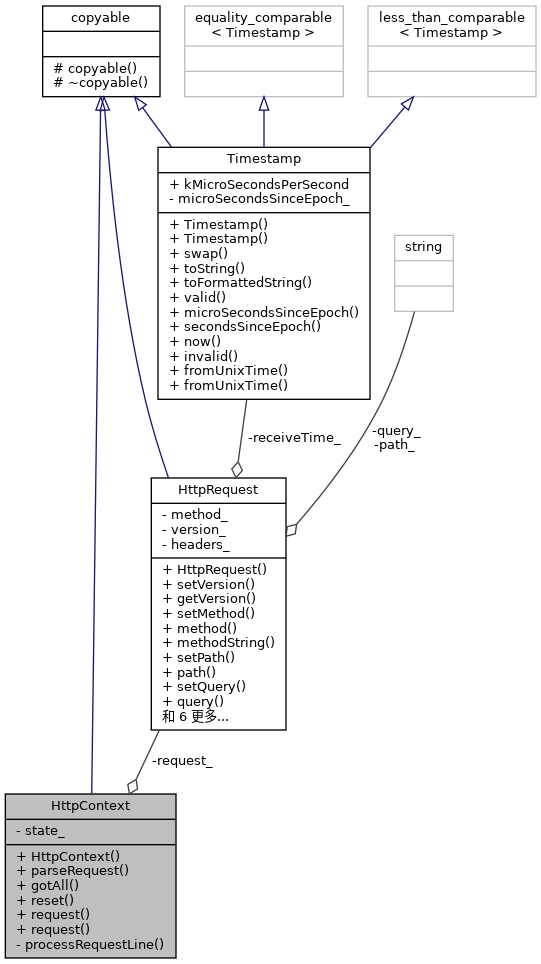 copyable
# copyable()
# ~copyable()
equality_comparable
< Timestamp >
less_than_comparable
< Timestamp >
Timestamp
+ kMicroSecondsPerSecond
- microSecondsSinceEpoch_
+ Timestamp()
+ Timestamp()
+ swap()
+ toString()
+ toFormattedString()
+ valid()
+ microSecondsSinceEpoch()
+ secondsSinceEpoch()
+ now()
+ invalid()
+ fromUnixTime()
+ fromUnixTime()
string
-receiveTime_
-query_
-path_
HttpRequest
- method_
- version_
- headers_
+ HttpRequest()
+ setVersion()
+ getVersion()
+ setMethod()
+ method()
+ methodString()
+ setPath()
+ path()
+ setQuery()
+ query()
和 6 更多...
-request_
HttpContext
- state_
+ HttpContext()
+ parseRequest()
+ gotAll()
+ reset()
+ request()
+ request()
- processRequestLine()